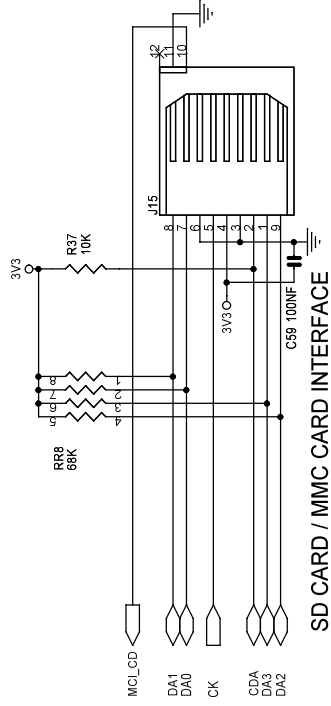 3V3
R37
10K
RR8
68K
8
7
6
5
1
2
3
4
MCI_CD
DA1
DA0
CK
CDA
DA3
DA2
J15
12
11
10
8
7
6
5
4
3
2
1
9
3V3
C59 100NF
SD CARD / MMC CARD INTERFACE